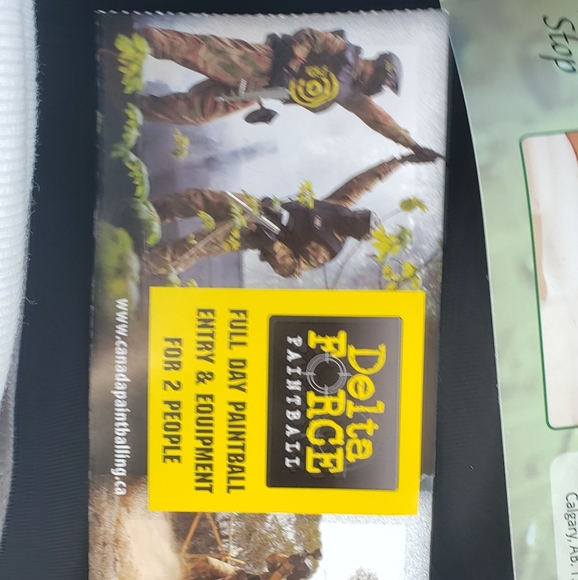 Delta
FORCE
PAINTBALL
FULL DAY PAINTBALL
ENTRY & EQUIPMENT
FOR 2 PEOPLE
www.canadapaintballing.ca
Stop
Calgary, AB,